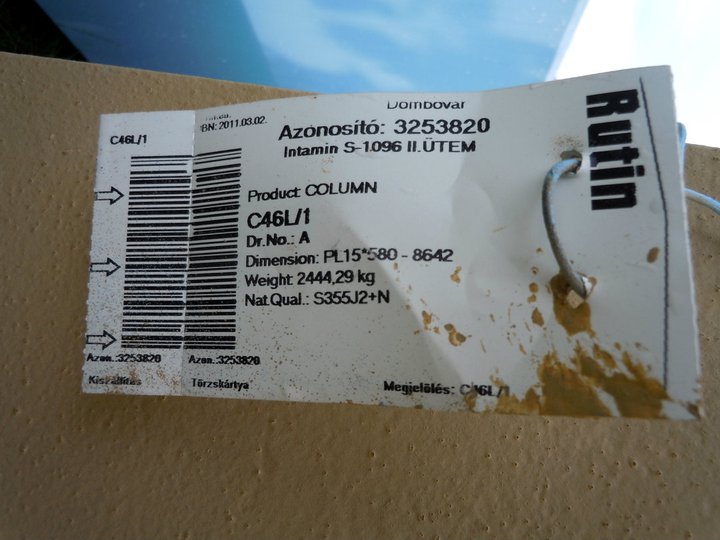 C46L/1
BN: 2011.03.02.
Dombóvár
Azonosító: 3253820
Intamin S-1096 II.ÜTEM
Product: COLUMN
C46L/1
Dr.No.: A
Dimension: PL15*580 - 8642
Weight: 2444,29 kg
Nat.Qual.: S355J2+N
Azon.:3253820
Azon.:3253820
Kiszállítás
Törzskártya
Megjelölés: C46L/1
Rutin